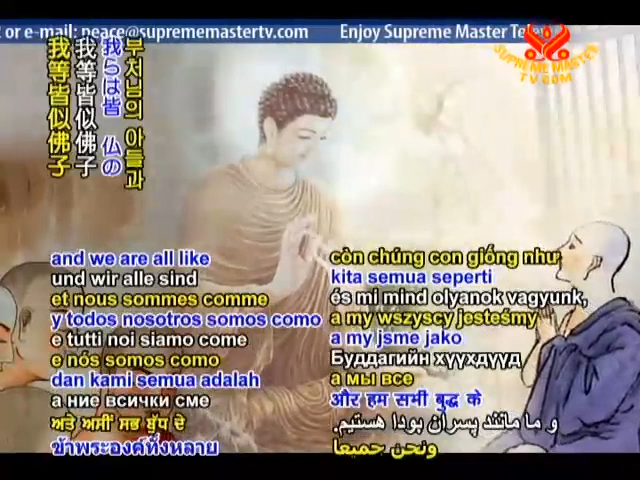 or e-mail: peace@suprememastertv.com Enjoy Supreme Master Tele
SUPREME MASTER
TV.COM
我等皆似佛子
我等皆似佛子
我らは皆 仏の
부처님의 아들과
and we are all like
und wir alle sind
et nous sommes comme
y todos nosotros somos como
e tutti noi siamo come
e nós somos como
dan kami semua adalah
а ние всички сме
ਅਤੇ ਅਸੀਂ ਸਭ ਬੁੱਧ ਦੇ
ข้าพระองค์ทั้งหลาย
còn chúng con giống như
kita semua seperti
és mi mind olyanok vagyunk,
a my wszyscy jesteśmy
a my jsme jako
Буддагийн хүүхдүүд
а мы все
और हम सभी बुद्ध के
و ما مانند پسران بودا هستیم.
ونحن جميعا